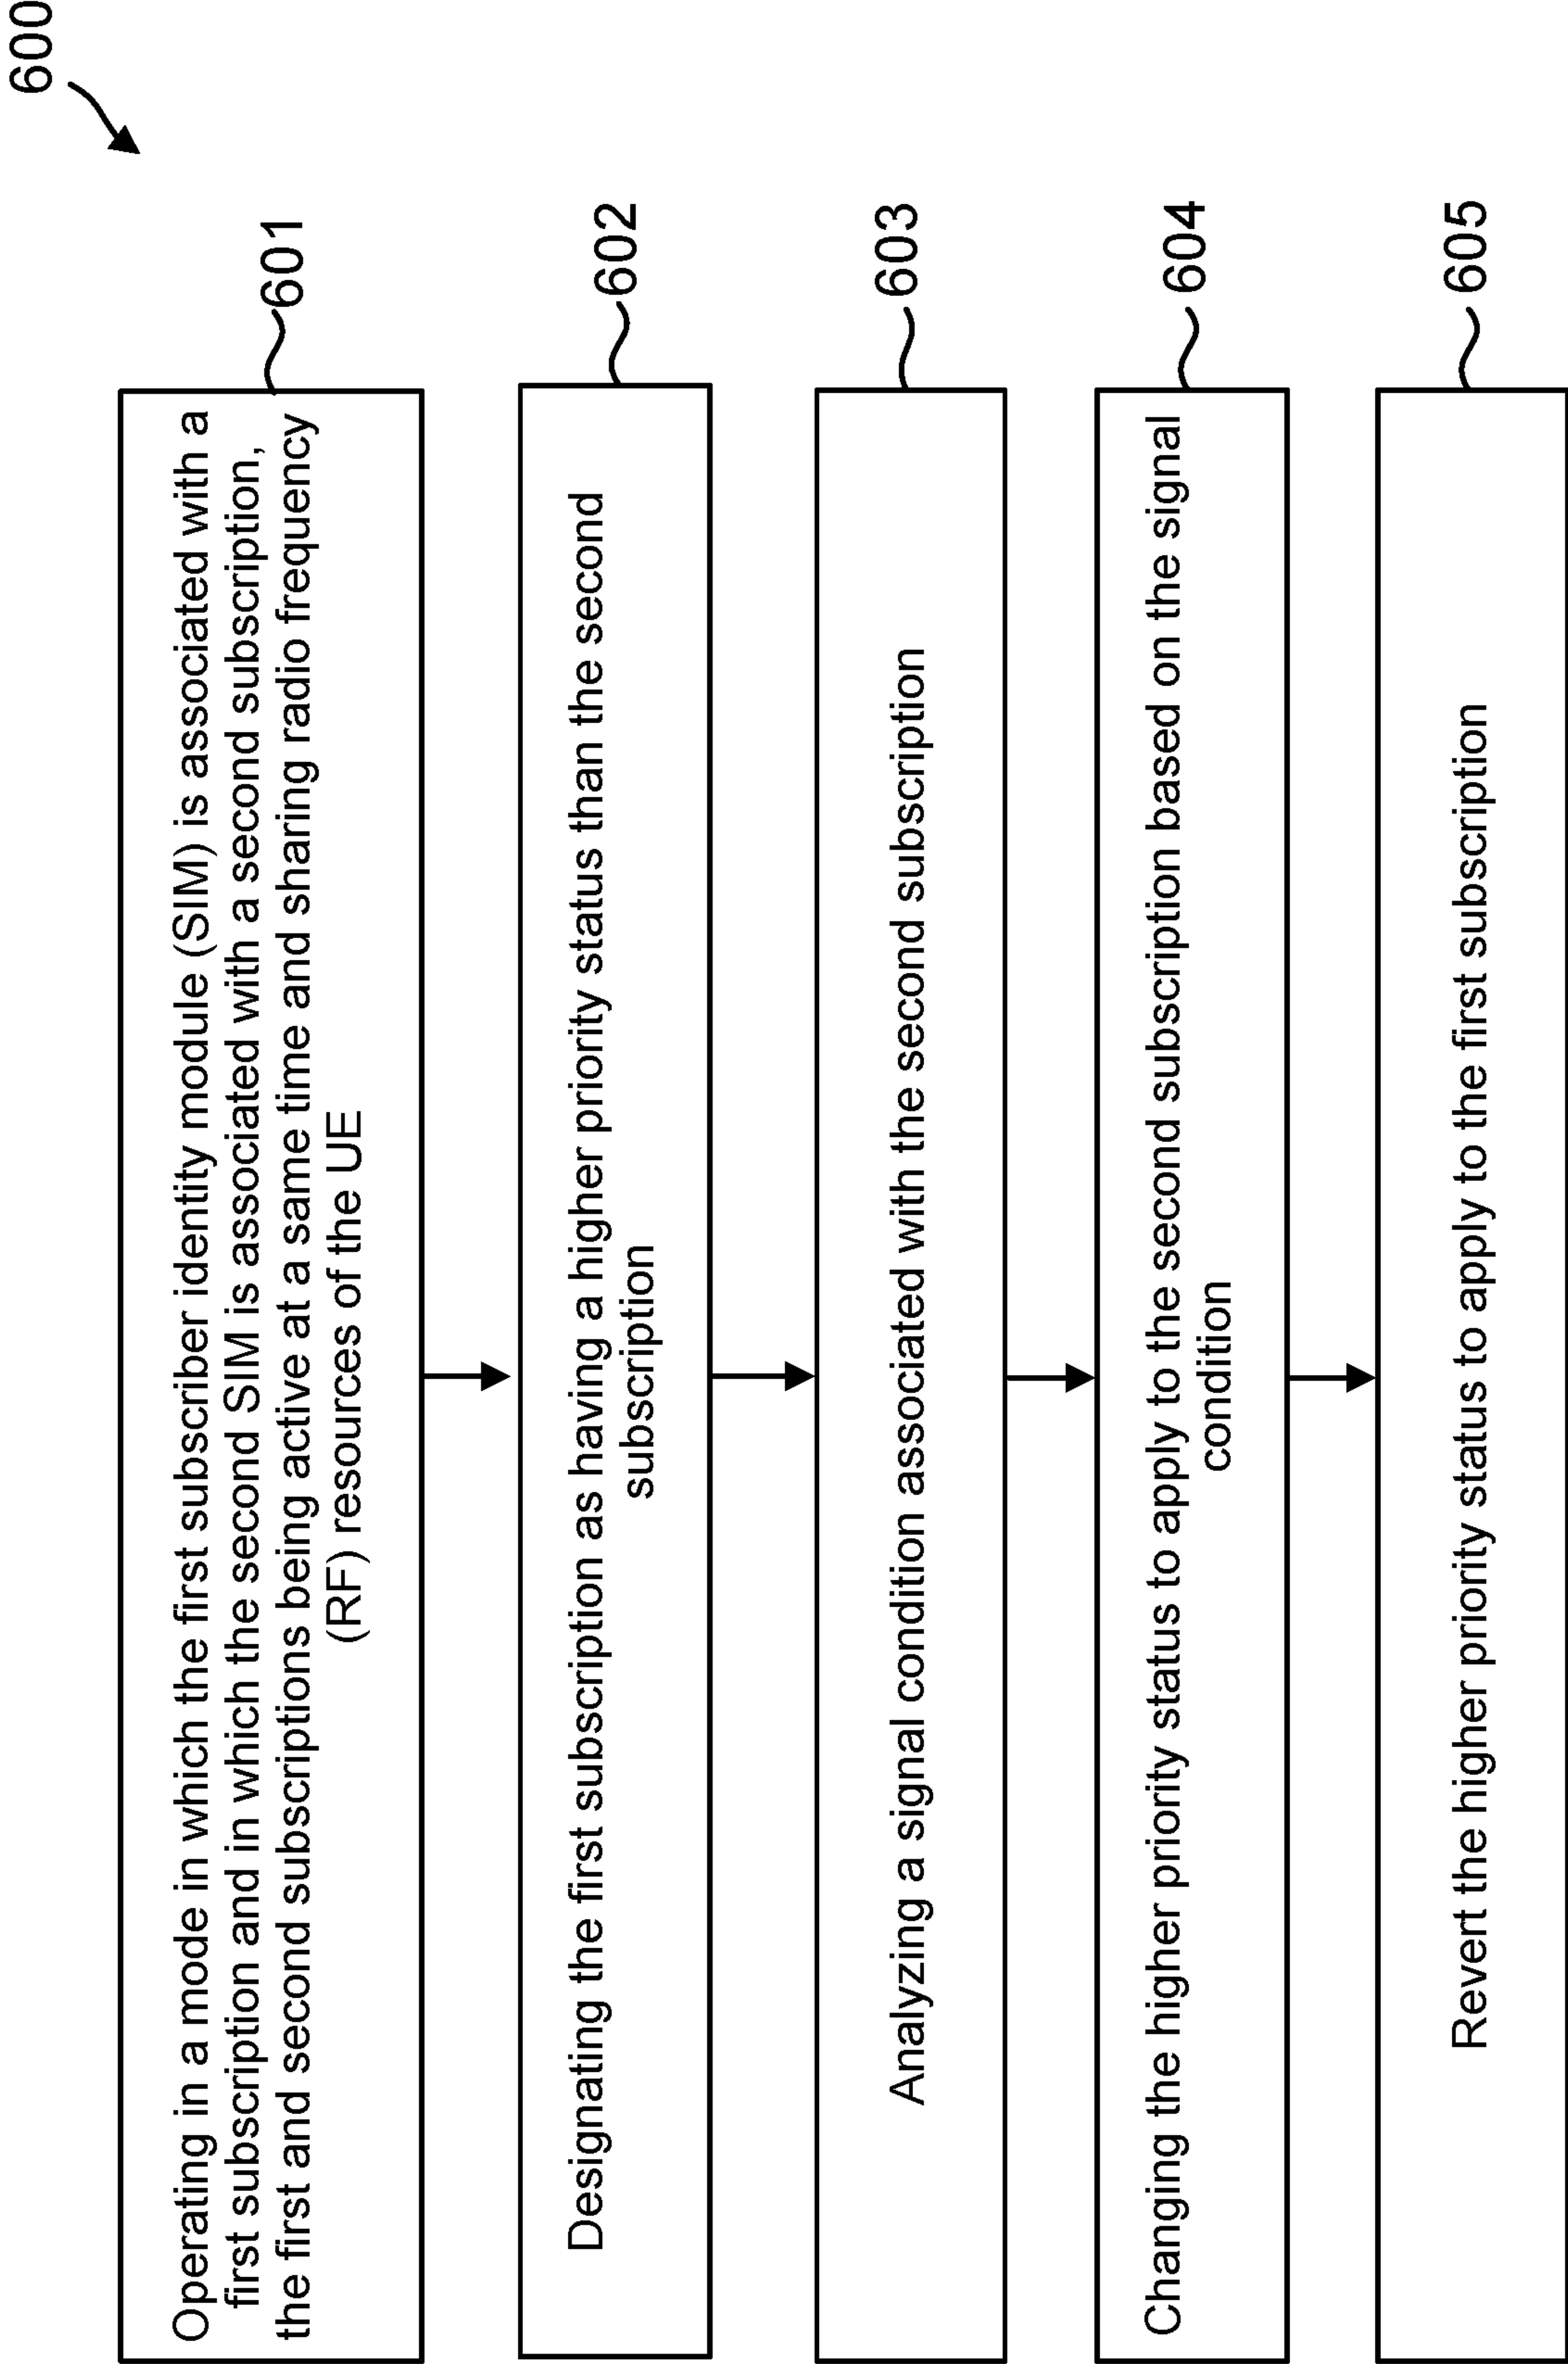 600
Operating in a mode in which the first subscriber identity module (SIM) is associated with a
first subscription and in which the second SIM is associated with a second subscription,
the first and second subscriptions being active at a same time and sharing radio frequency
(RF) resources of the UE
601
Designating the first subscription as having a higher priority status than the second
subscription
602
Analyzing a signal condition associated with the second subscription
603
Changing the higher priority status to apply to the second subscription based on the signal
condition
604
Revert the higher priority status to apply to the first subscription
605